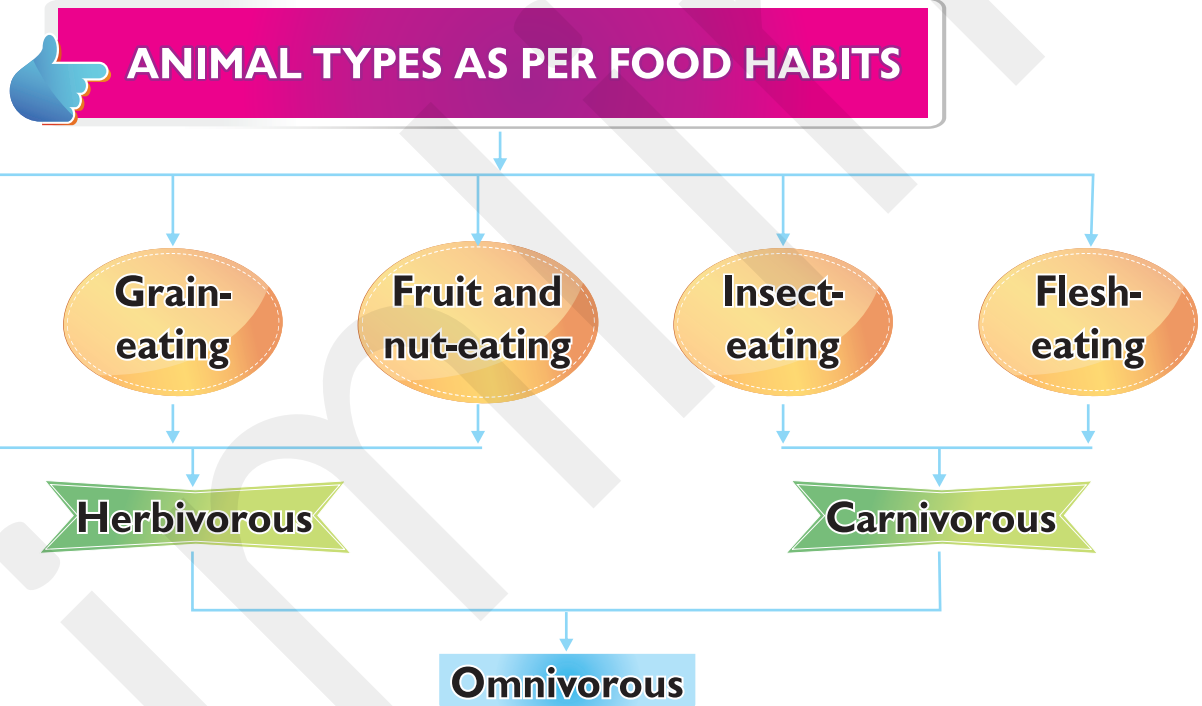 ANIMAL TYPES AS PER FOOD HABITS
Grain-
eating
Fruit and
nut-eating
Insect-
eating
Flesh-
eating
Herbivorous
Carnivorous
Omnivorous